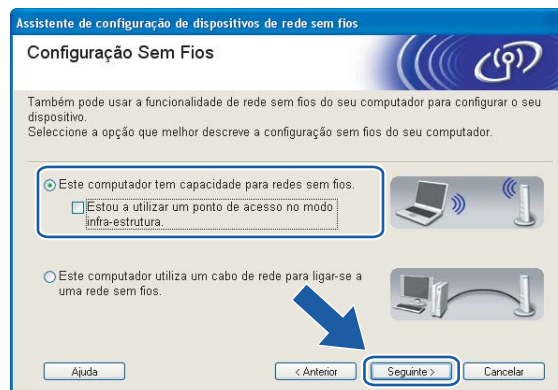 Assistente de configuração de dispositivos de rede sem fios
Configuração Sem Fios
Também pode usar a funcionalidade de rede sem fios do seu computador para configurar o seu
dispositivo.
Seleccione a opção que melhor descreve a configuração sem fios do seu computador.
Este computador tem capacidade para redes sem fios.
Estou a utilizar um ponto de acesso no modo
infra-estrutura.
Este computador utiliza um cabo de rede para ligar-se a
uma rede sem fios.
Ajuda
< Anterior
Seguinte >
Cancelar